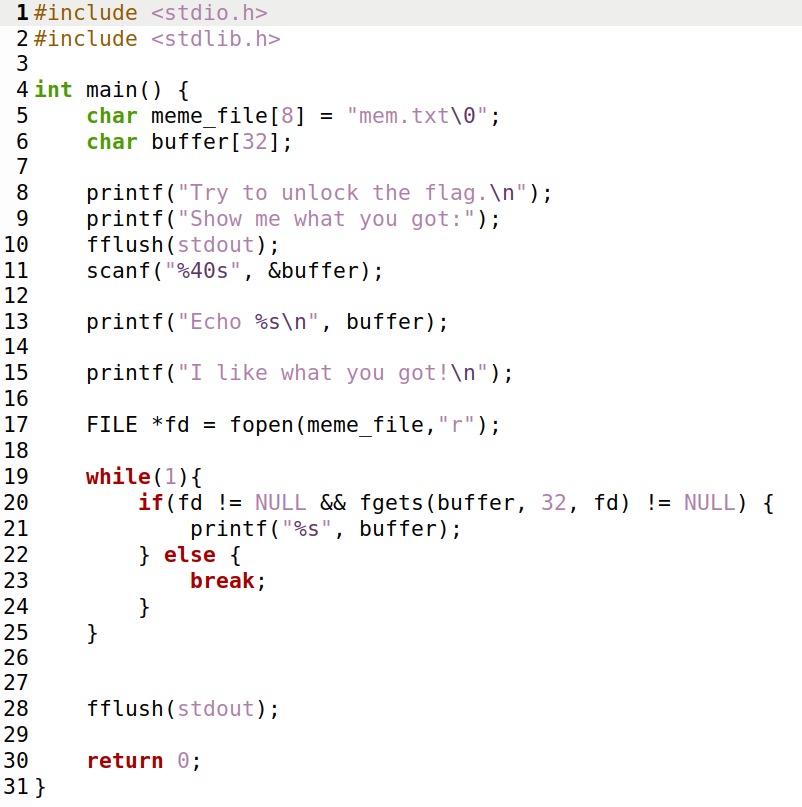 1 #include <stdio.h>
2 #include <stdlib.h>
3
4 int main() {
5     char meme_file[8] = "mem.txt\0";
6     char buffer[32];
7
8     printf("Try to unlock the flag.\n");
9     printf("Show me what you got:");
10     fflush(stdout);
11     scanf("%40s", &buffer);
12
13     printf("Echo %s\n", buffer);
14
15     printf("I like what you got!\n");
16
17     FILE *fd = fopen(meme_file,"r");
18
19     while(1){
20         if(fd != NULL && fgets(buffer, 32, fd) != NULL) {
21             printf("%s", buffer);
22         } else {
23             break;
24         }
25     }
26
27
28     fflush(stdout);
29
30     return 0;
31 }